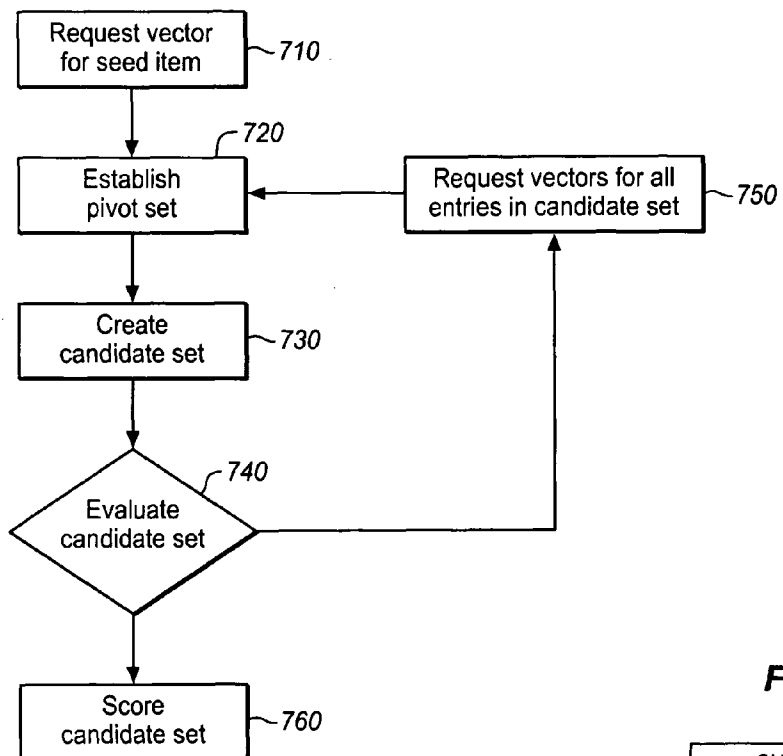 Request vector
for seed item
710
720
Establish
pivot set
Request vectors for all
entries in candidate set
750
Create
candidate set
730
740
Evaluate
candidate set
Score
candidate set
760
F